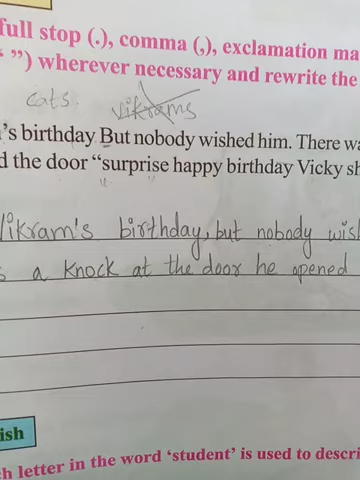 full stop (.), comma (,), exclamation ma
”) wherever necessary and rewrite the
cats.
's birthday But nobody wished him. There wa
d the door “surprise happy birthday Vicky sh
Vikram's birthday, but nobody wis
a knock at the door he opened
ish
h letter in the word ‘student’ is used to descri